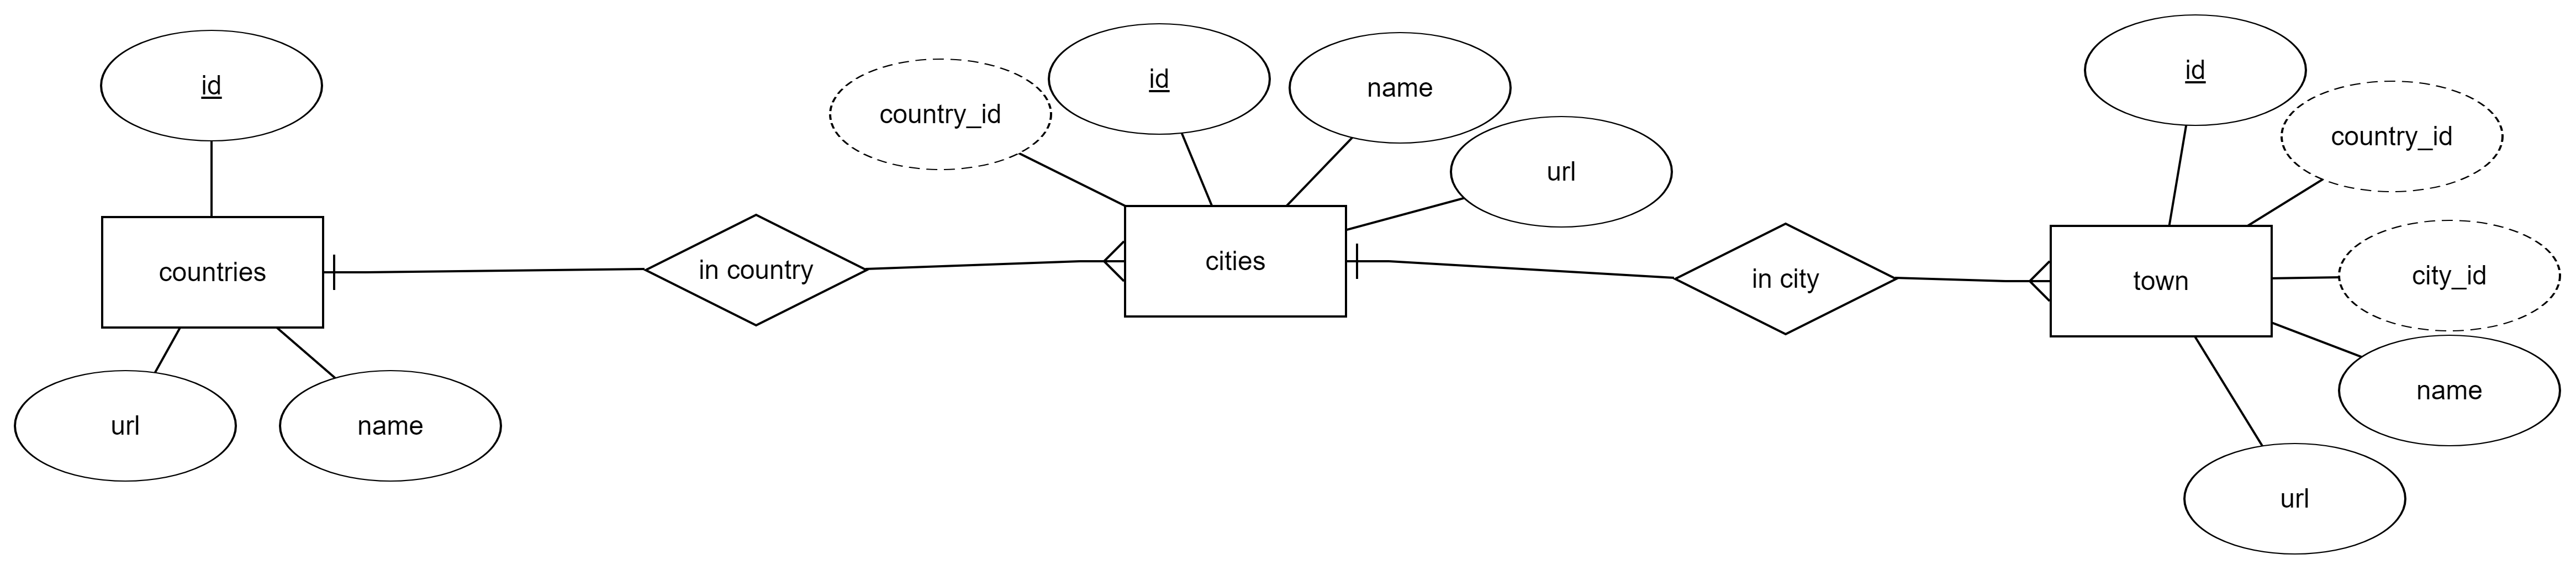 id
countries
url
name
in country
country_id
id
name
url
cities
in city
id
country_id
city_id
town
name
url